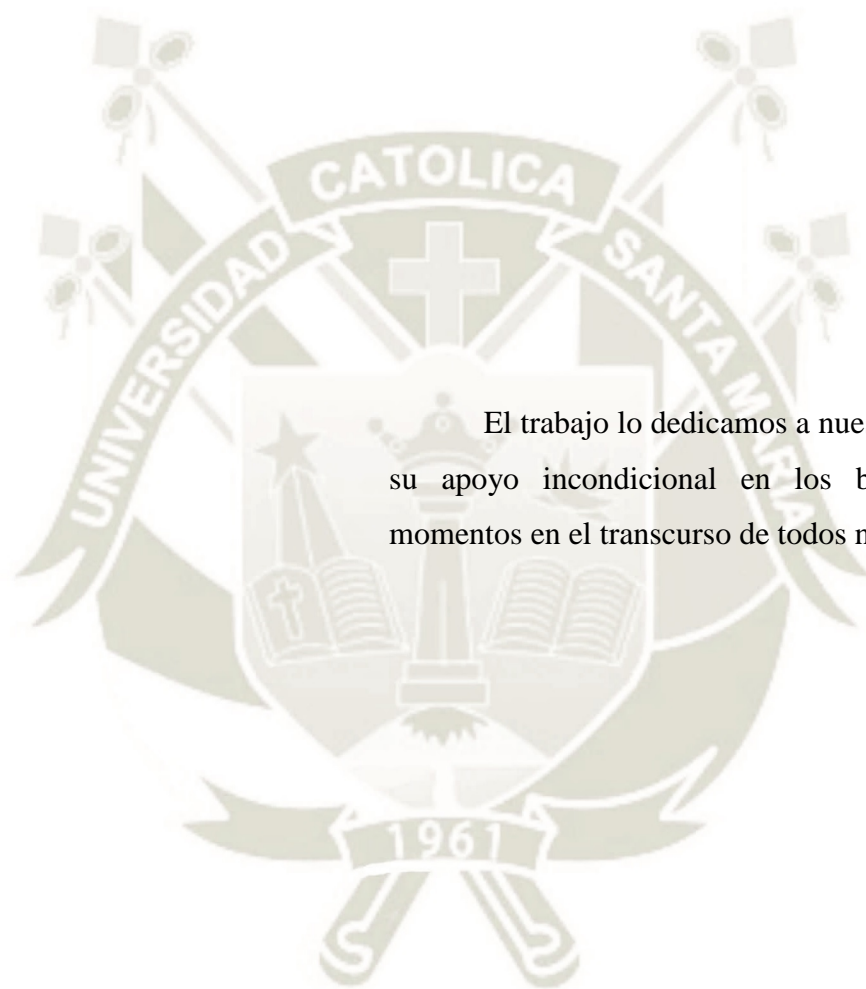 UNIVERSIDAD CATOLICA SANTA MARIA
El trabajo lo dedicamos a
su apoyo incondicional en los
momentos en el transcurso de todos
1961